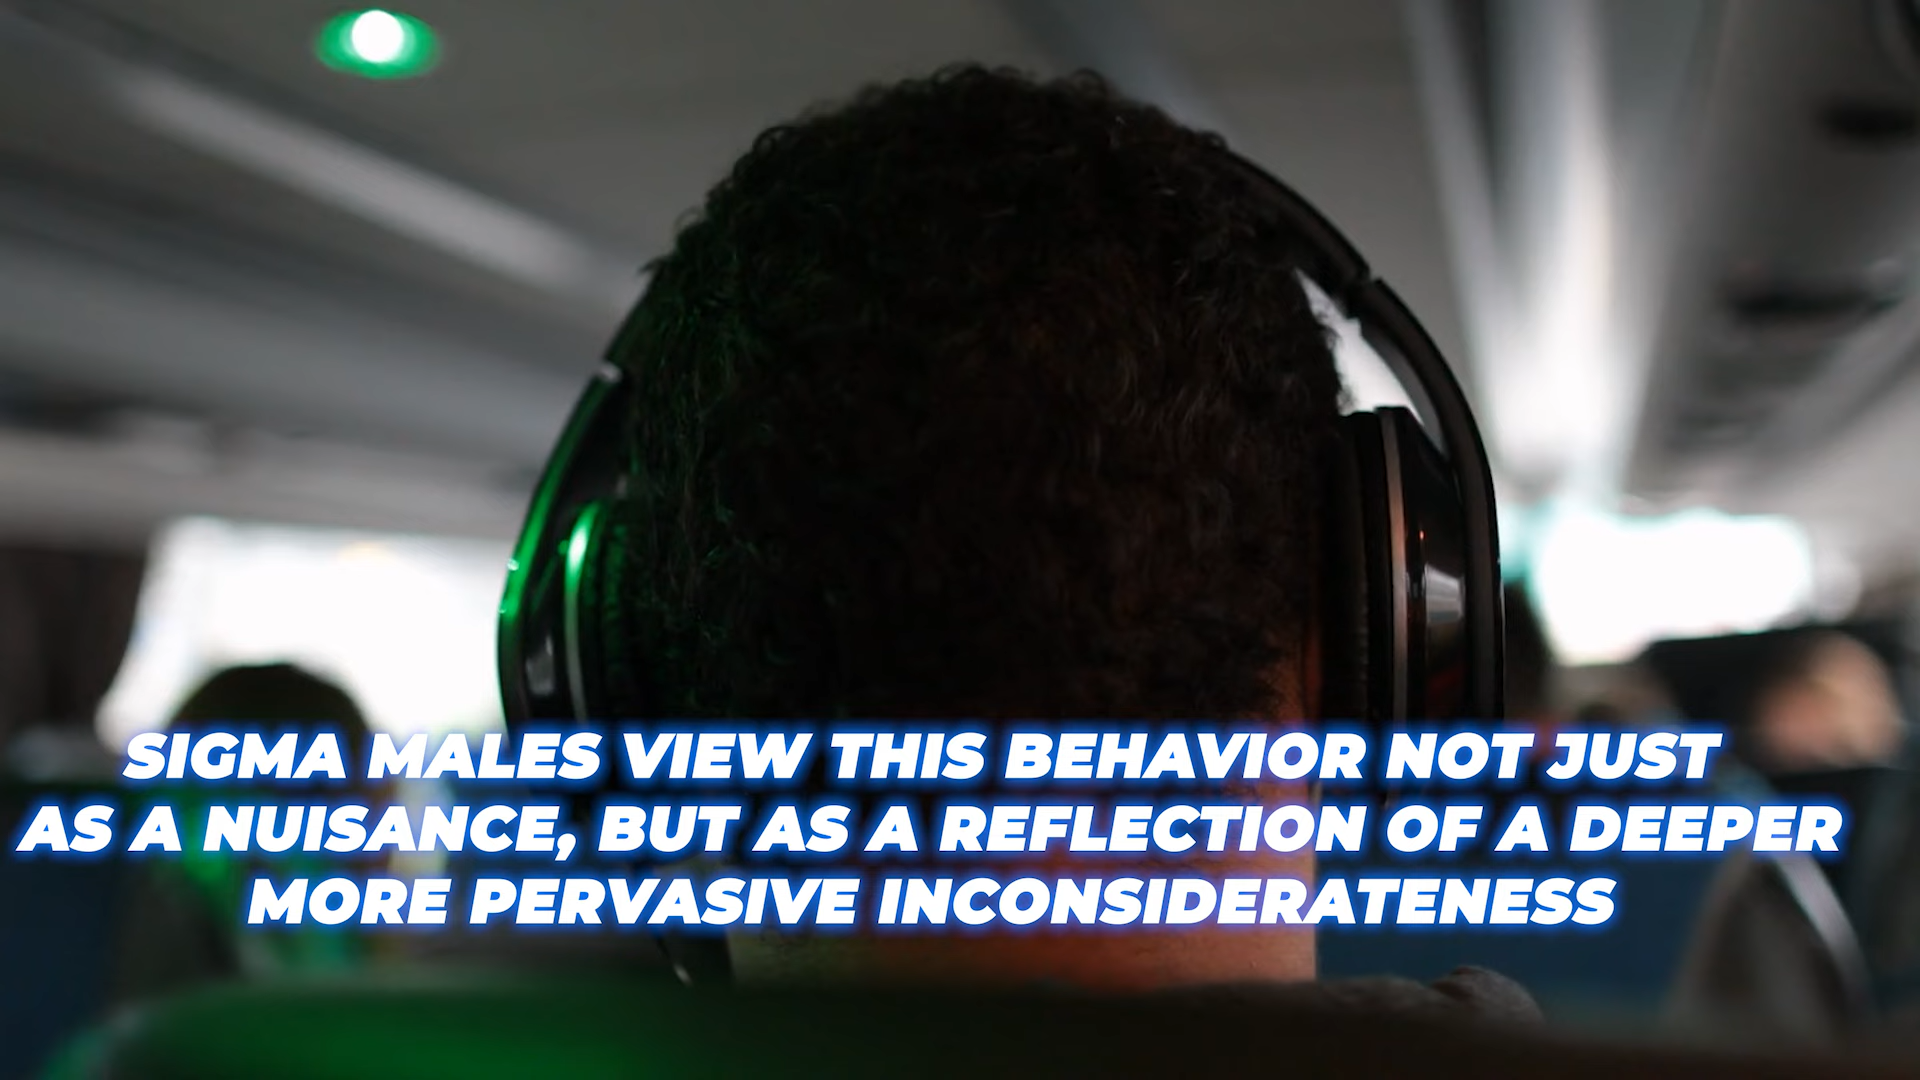 SIGMA MALES VIEW THIS BEHAVIOR NOT JUST
AS A NUISANCE, BUT AS A REFLECTION OF A DEEPER
MORE PERVASIVE INCONSIDERATENESS